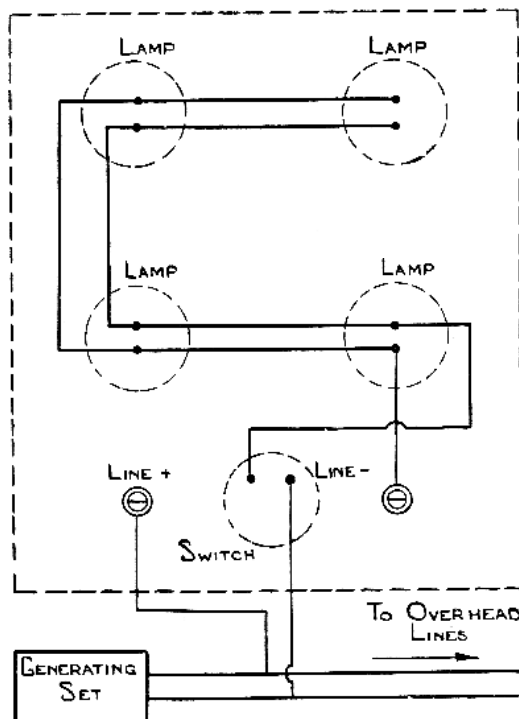 LAMP
LAMP
LAMP
LAMP
LINE +
LINE -
SWITCH
TO OVERHEAD
LINES
GENERATING
SET